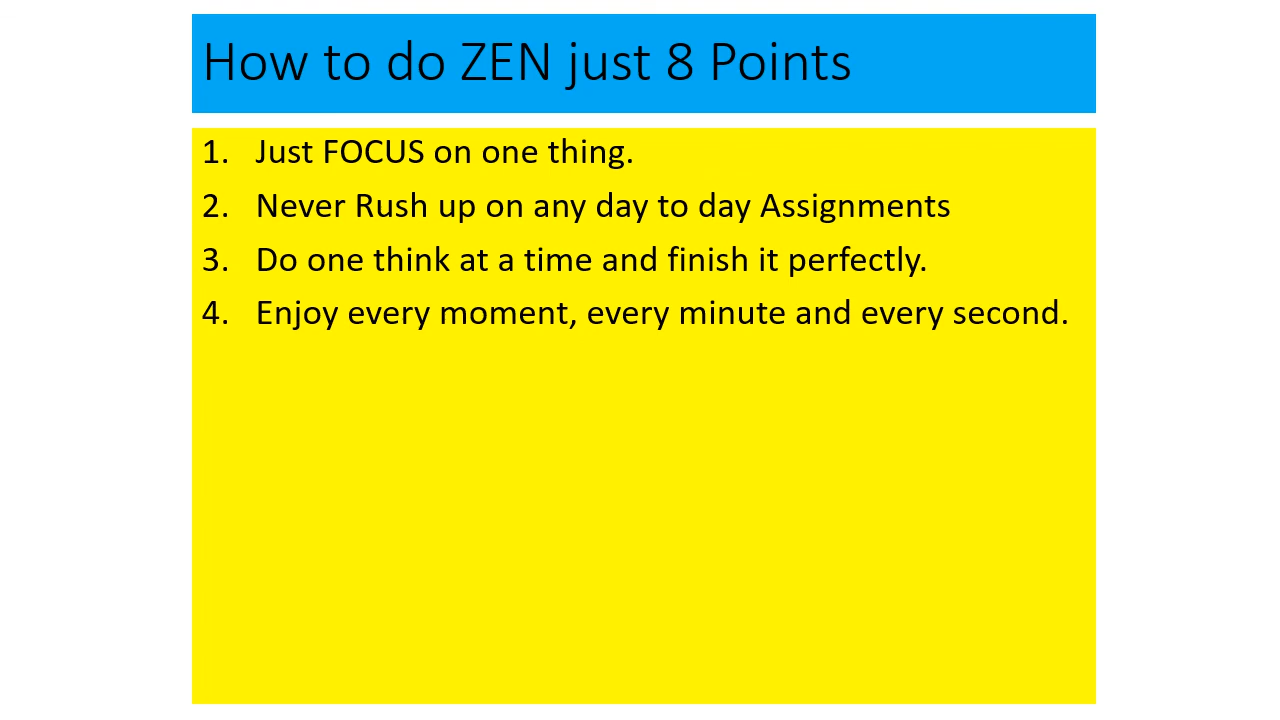 How to do ZEN just 8 Points
1. Just FOCUS on one thing.
2. Never Rush up on any day to day Assignments
3. Do one think at a time and finish it perfectly.
4. Enjoy every moment, every minute and every second.